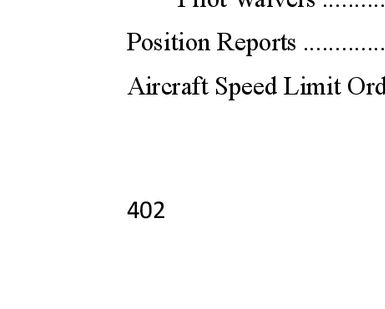 Pilot Waivers ..........
Position Reports .............
Aircraft Speed Limit Ord
402